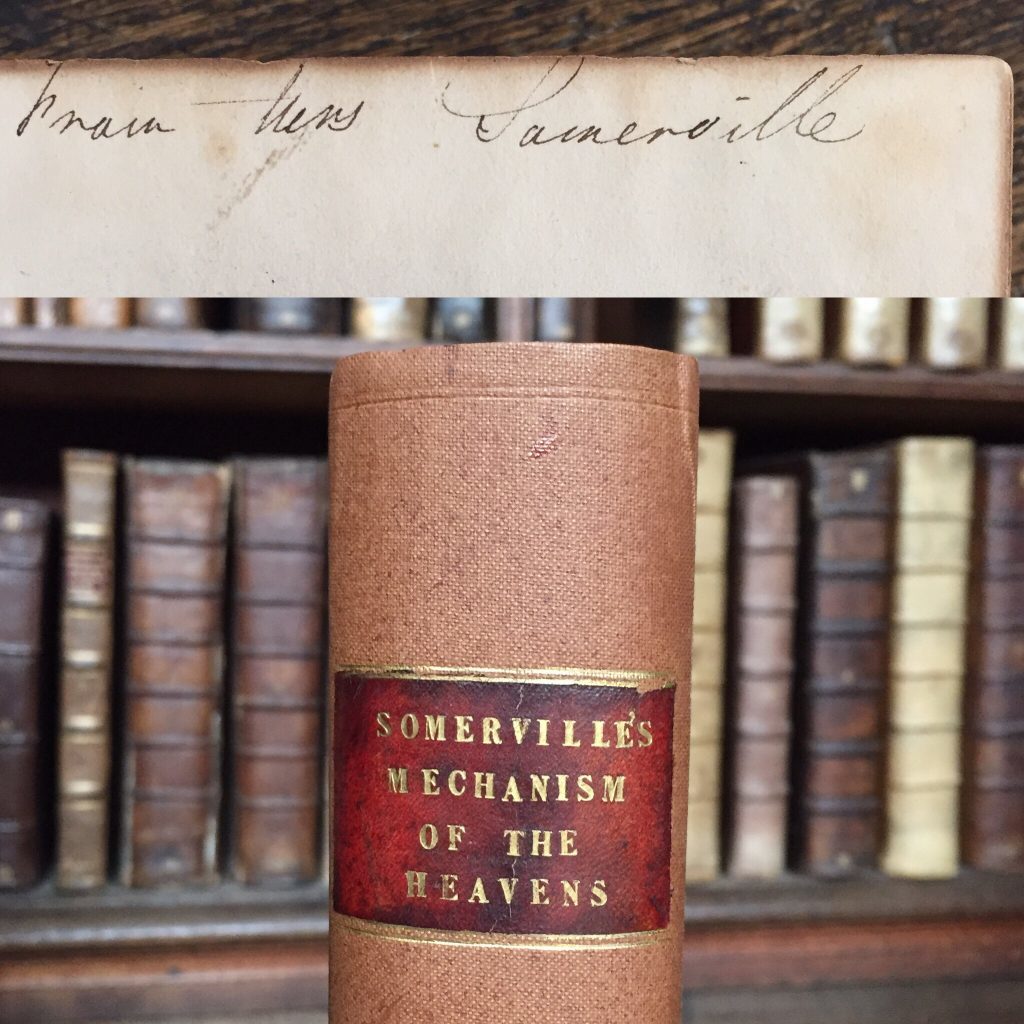 From Mrs Somerville
SOMERVILLE'S
MECHANISM
OF THE
HEAVENS